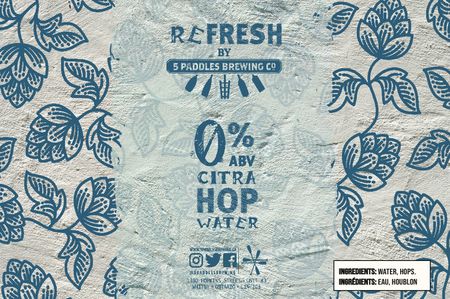 REFRESH
BY
5 PADDLES BREWING CO
0%
ABV
CITRA
HOP
WATER
INGREDIENTS: WATER, HOPS.
INGRÉDIENTS: EAU, HOUBLON